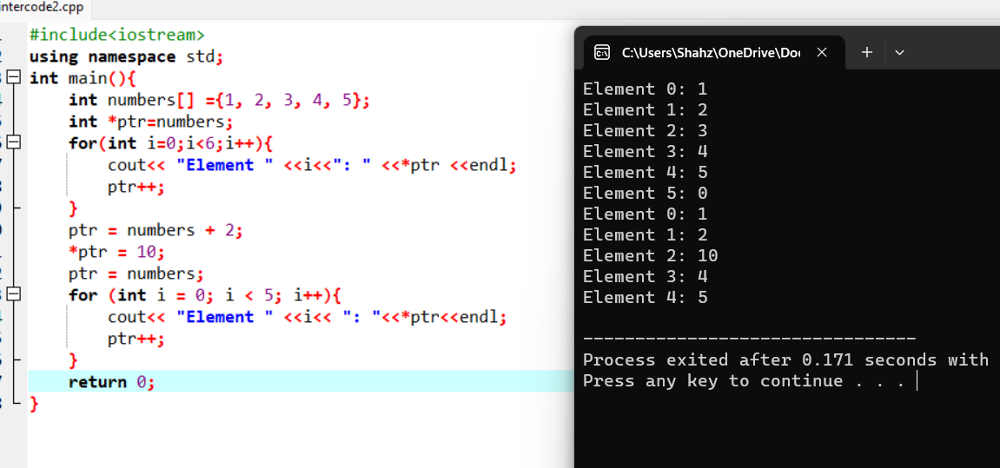 intercode2.cpp
#include<iostream>
using namespace std;
int main(){
int numbers[] ={1, 2, 3, 4, 5};
int *ptr=numbers;
for(int i=0;i<6;i++){
cout<< "Element " <<i<<": " <<*ptr <<endl;
ptr++;
}
ptr = numbers + 2;
*ptr = 10;
ptr = numbers;
for (int i = 0; i < 5; i++){
cout<< "Element " <<i<< ": "<<*ptr<<endl;
ptr++;
}
return 0;
}
C:\Users\Shahz\OneDrive\Do
Element 0: 1
Element 1: 2
Element 2: 3
Element 3: 4
Element 4: 5
Element 5: 0
Element 0: 1
Element 1: 2
Element 2: 10
Element 3: 4
Element 4: 5
--------------------------------
Process exited after 0.171 seconds with
Press any key to continue . . .